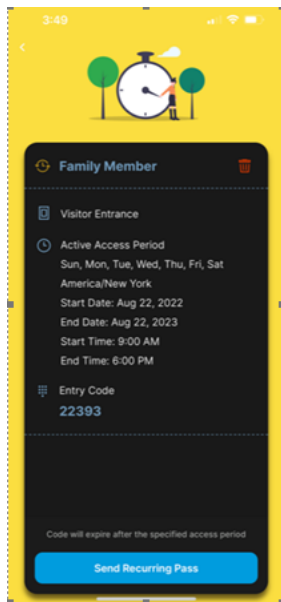 3:49
Family Member
Visitor Entrance
Active Access Period
Sun, Mon, Tue, Wed, Thu, Fri, Sat
America/New York
Start Date: Aug 22, 2022
End Date: Aug 22, 2023
Start Time: 9:00 AM
End Time: 6:00 PM
Entry Code
22393
Code will expire after the specified access period
Send Recurring Pass